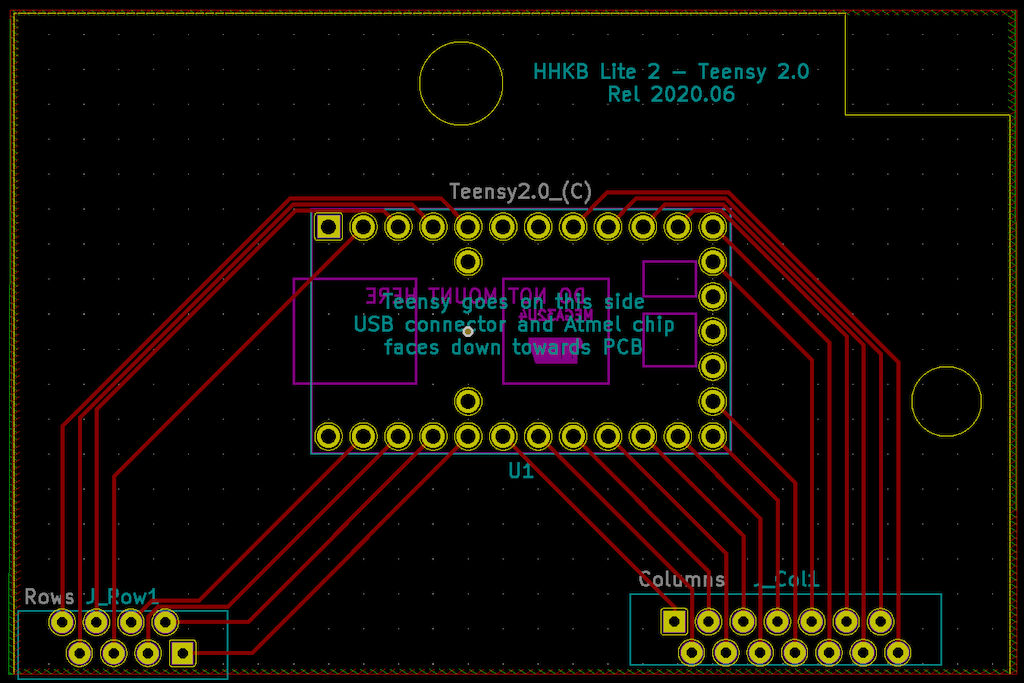 HHKB Lite 2 - Teensy 2.0
Rel 2020.06
Teensy2.0_(C)
DO NOT MOUNT HERE
Teensy goes on this side
MEGA32U4
USB connector and Atmel chip
faces down towards PCB
U1
Columns J_Col1
Rows J_Row1